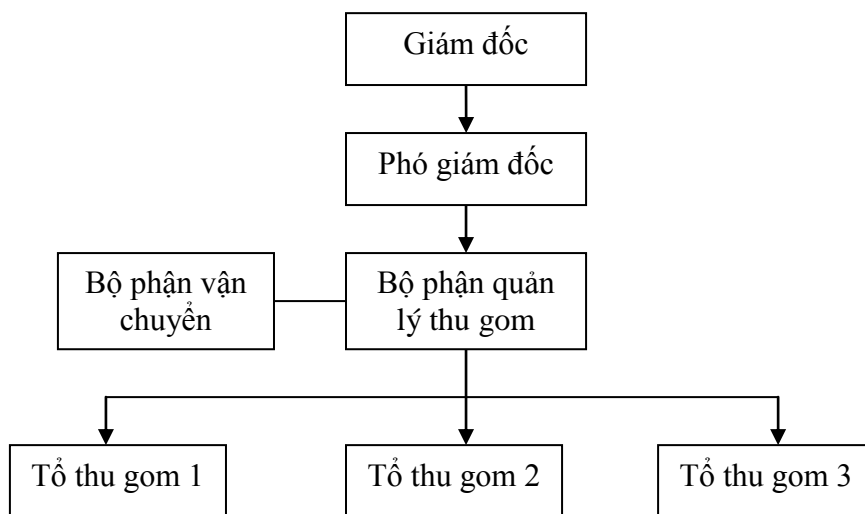 Giám đốc
Phó giám đốc
Bộ phận vận
chuyển
Bộ phận quản
lý thu gom
Tổ thu gom 1
Tổ thu gom 2
Tổ thu gom 3